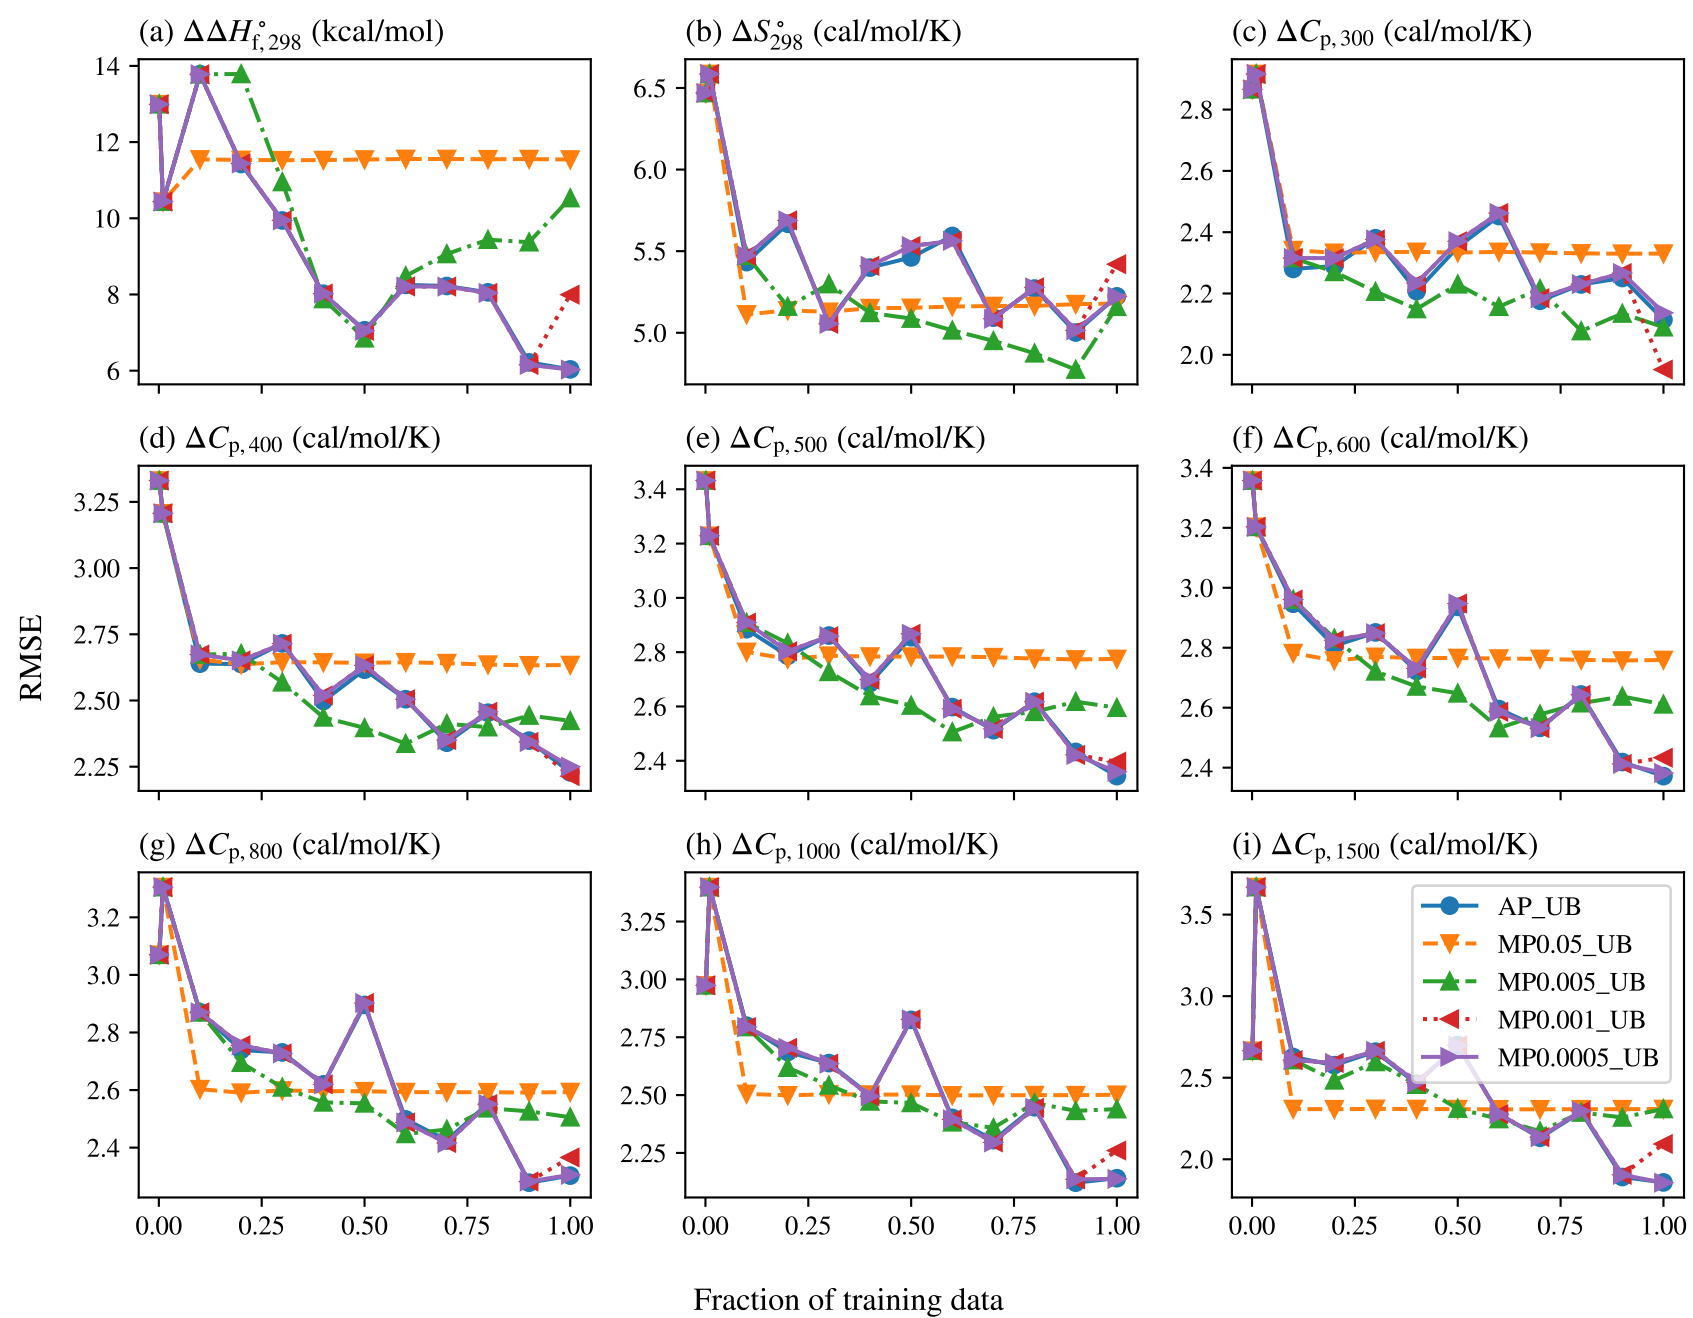 (a) ΔΔH°f,298 (kcal/mol)
(b) ΔS°298 (cal/mol/K)
(c) ΔCp,300 (cal/mol/K)
14
12
10
8
6
6.5
6.0
5.5
5.0
2.8
2.6
2.4
2.2
2.0
(d) ΔCp,400 (cal/mol/K)
(e) ΔCp,500 (cal/mol/K)
(f) ΔCp,600 (cal/mol/K)
RMSE
3.25
3.00
2.75
2.50
2.25
3.4
3.2
3.0
2.8
2.6
2.4
3.4
3.2
3.0
2.8
2.6
2.4
(g) ΔCp,800 (cal/mol/K)
(h) ΔCp,1000 (cal/mol/K)
(i) ΔCp,1500 (cal/mol/K)
3.2
3.0
2.8
2.6
2.4
3.25
3.00
2.75
2.50
2.25
3.5
3.0
2.5
2.0
AP_UB
MP0.05_UB
MP0.005_UB
MP0.001_UB
MP0.0005_UB
0.00 0.25 0.50 0.75 1.00
0.00 0.25 0.50 0.75 1.00
0.00 0.25 0.50 0.75 1.00
Fraction of training data